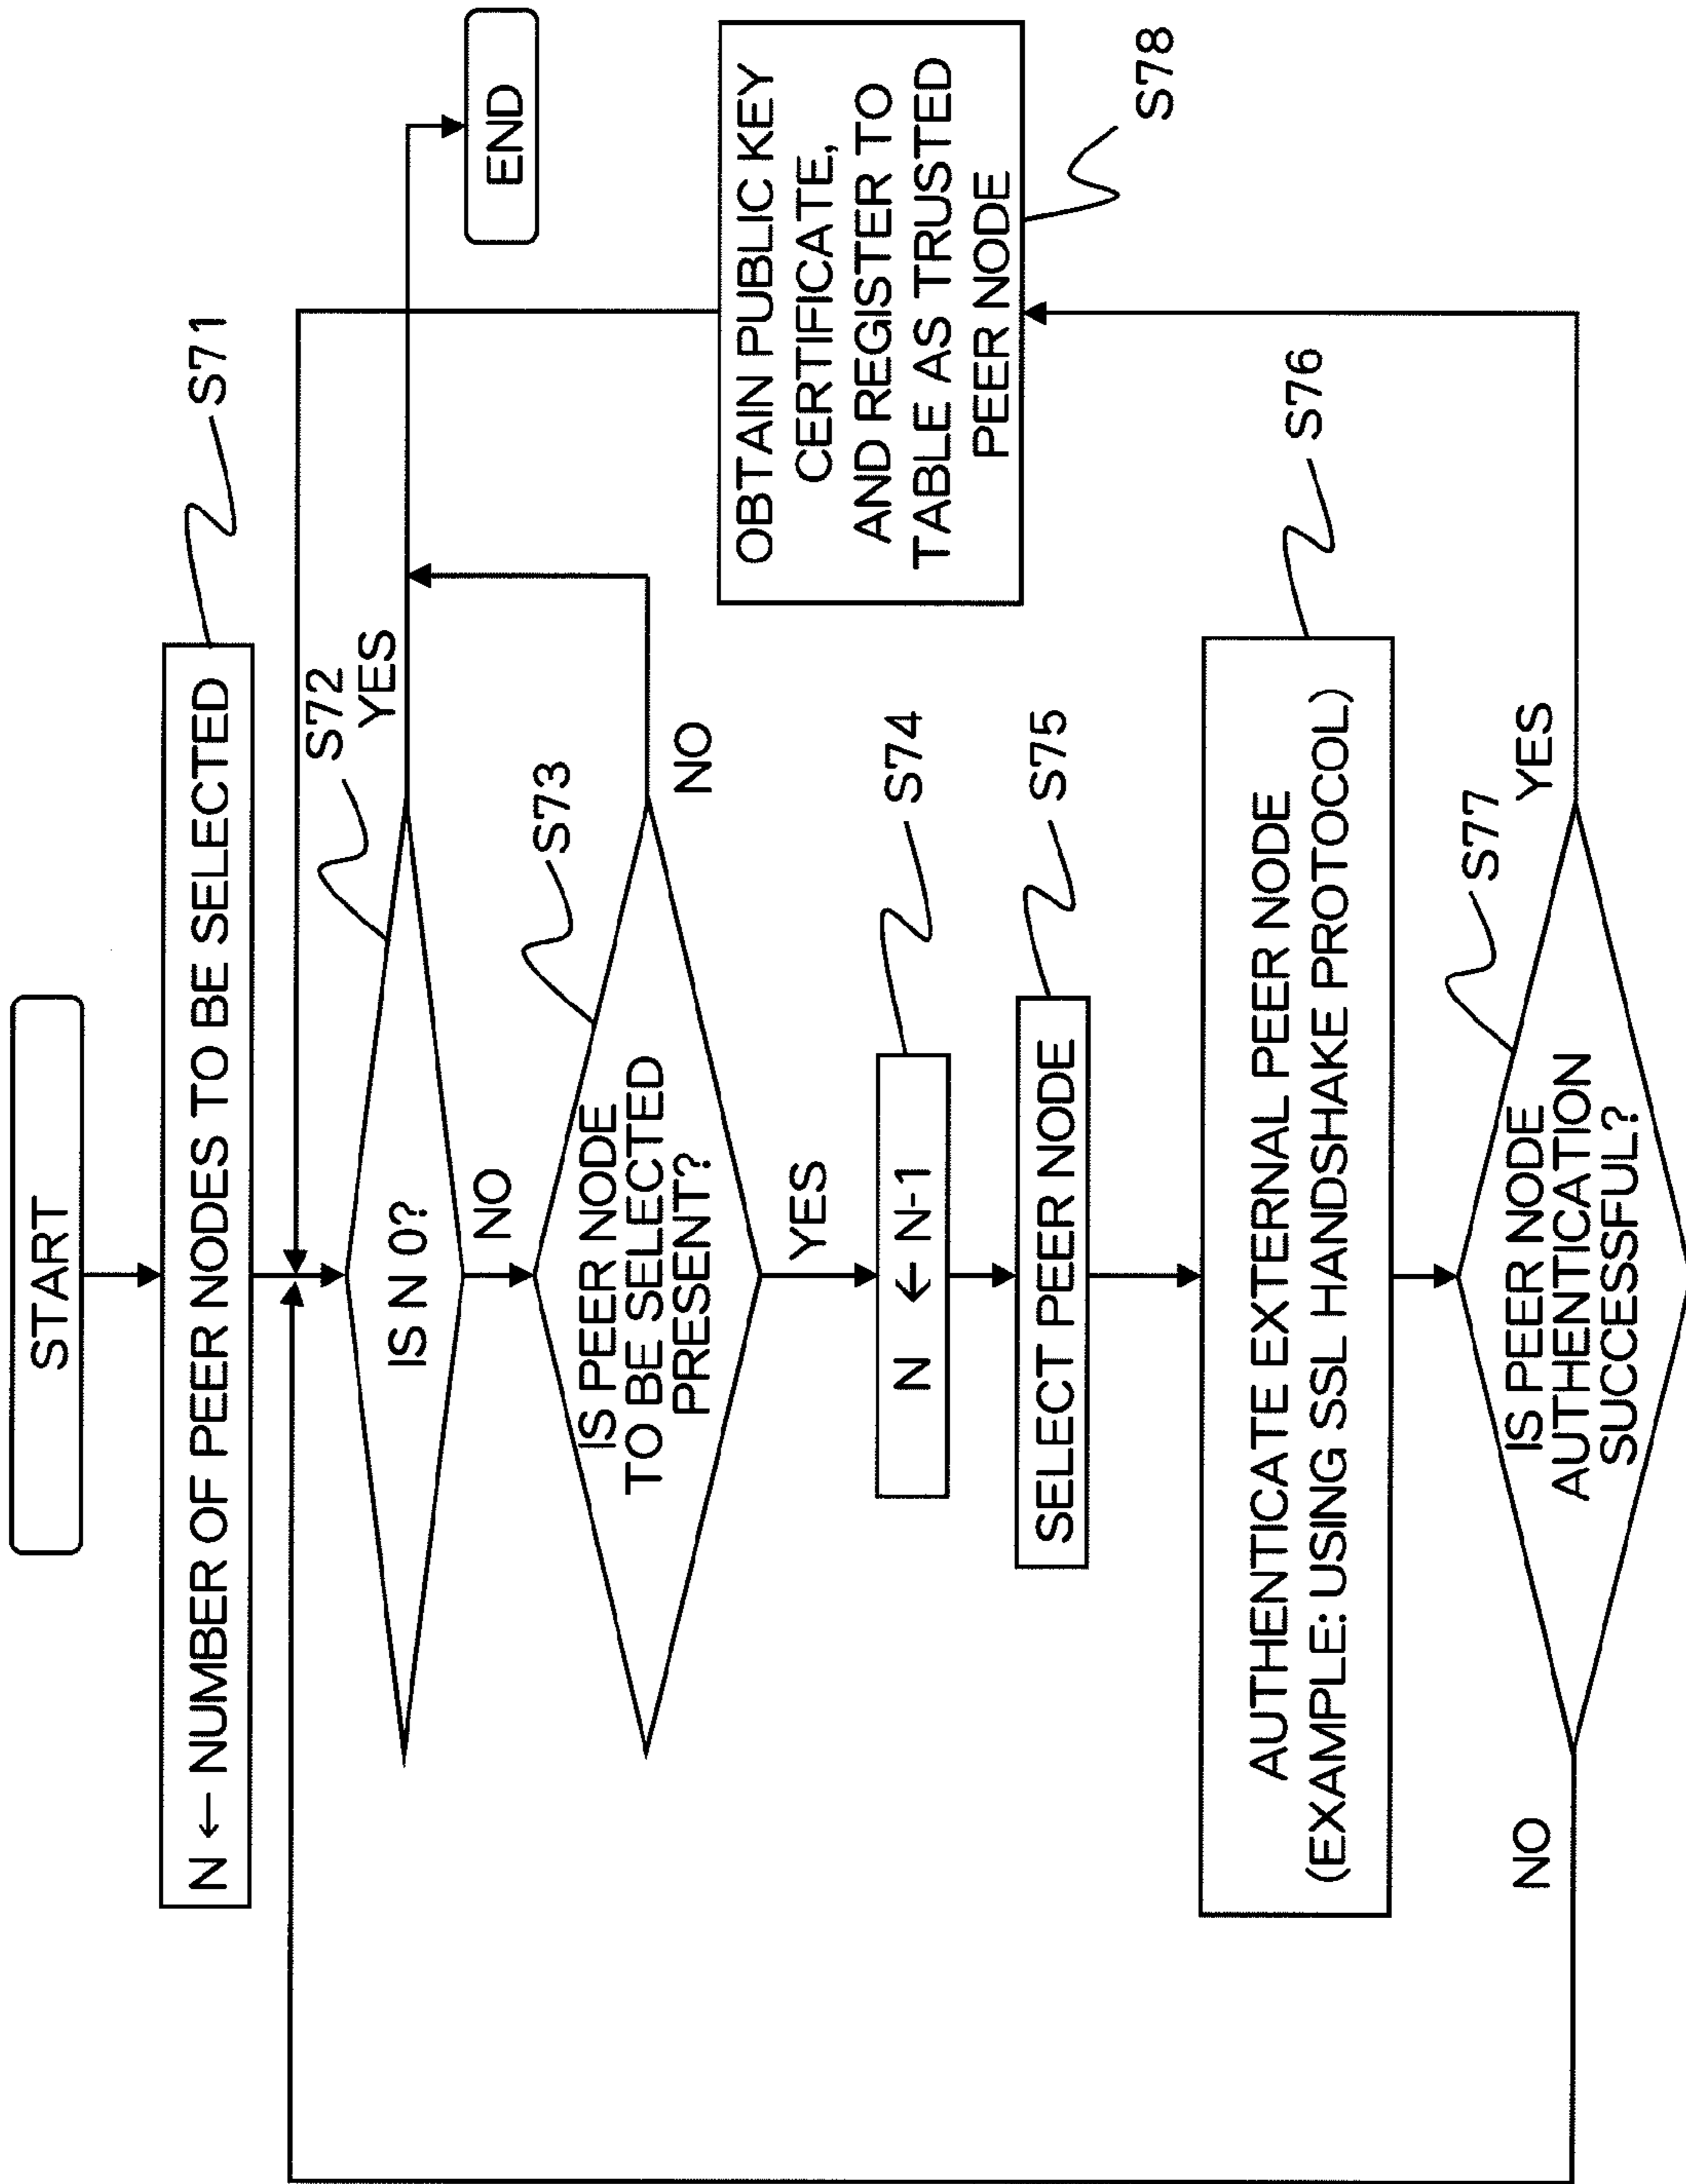 START
N ← NUMBER OF PEER NODES TO BE SELECTED
S71
IS N 0?
S72
YES
NO
END
IS PEER NODE
TO BE SELECTED
PRESENT?
S73
NO
YES
N ← N-1
S74
SELECT PEER NODE
S75
AUTHENTICATE EXTERNAL PEER NODE
(EXAMPLE: USING SSL HANDSHAKE PROTOCOL)
S76
IS PEER NODE
AUTHENTICATION
SUCCESSFUL?
S77
YES
NO
OBTAIN PUBLIC KEY
CERTIFICATE,
AND REGISTER TO
TABLE AS TRUSTED
PEER NODE
S78